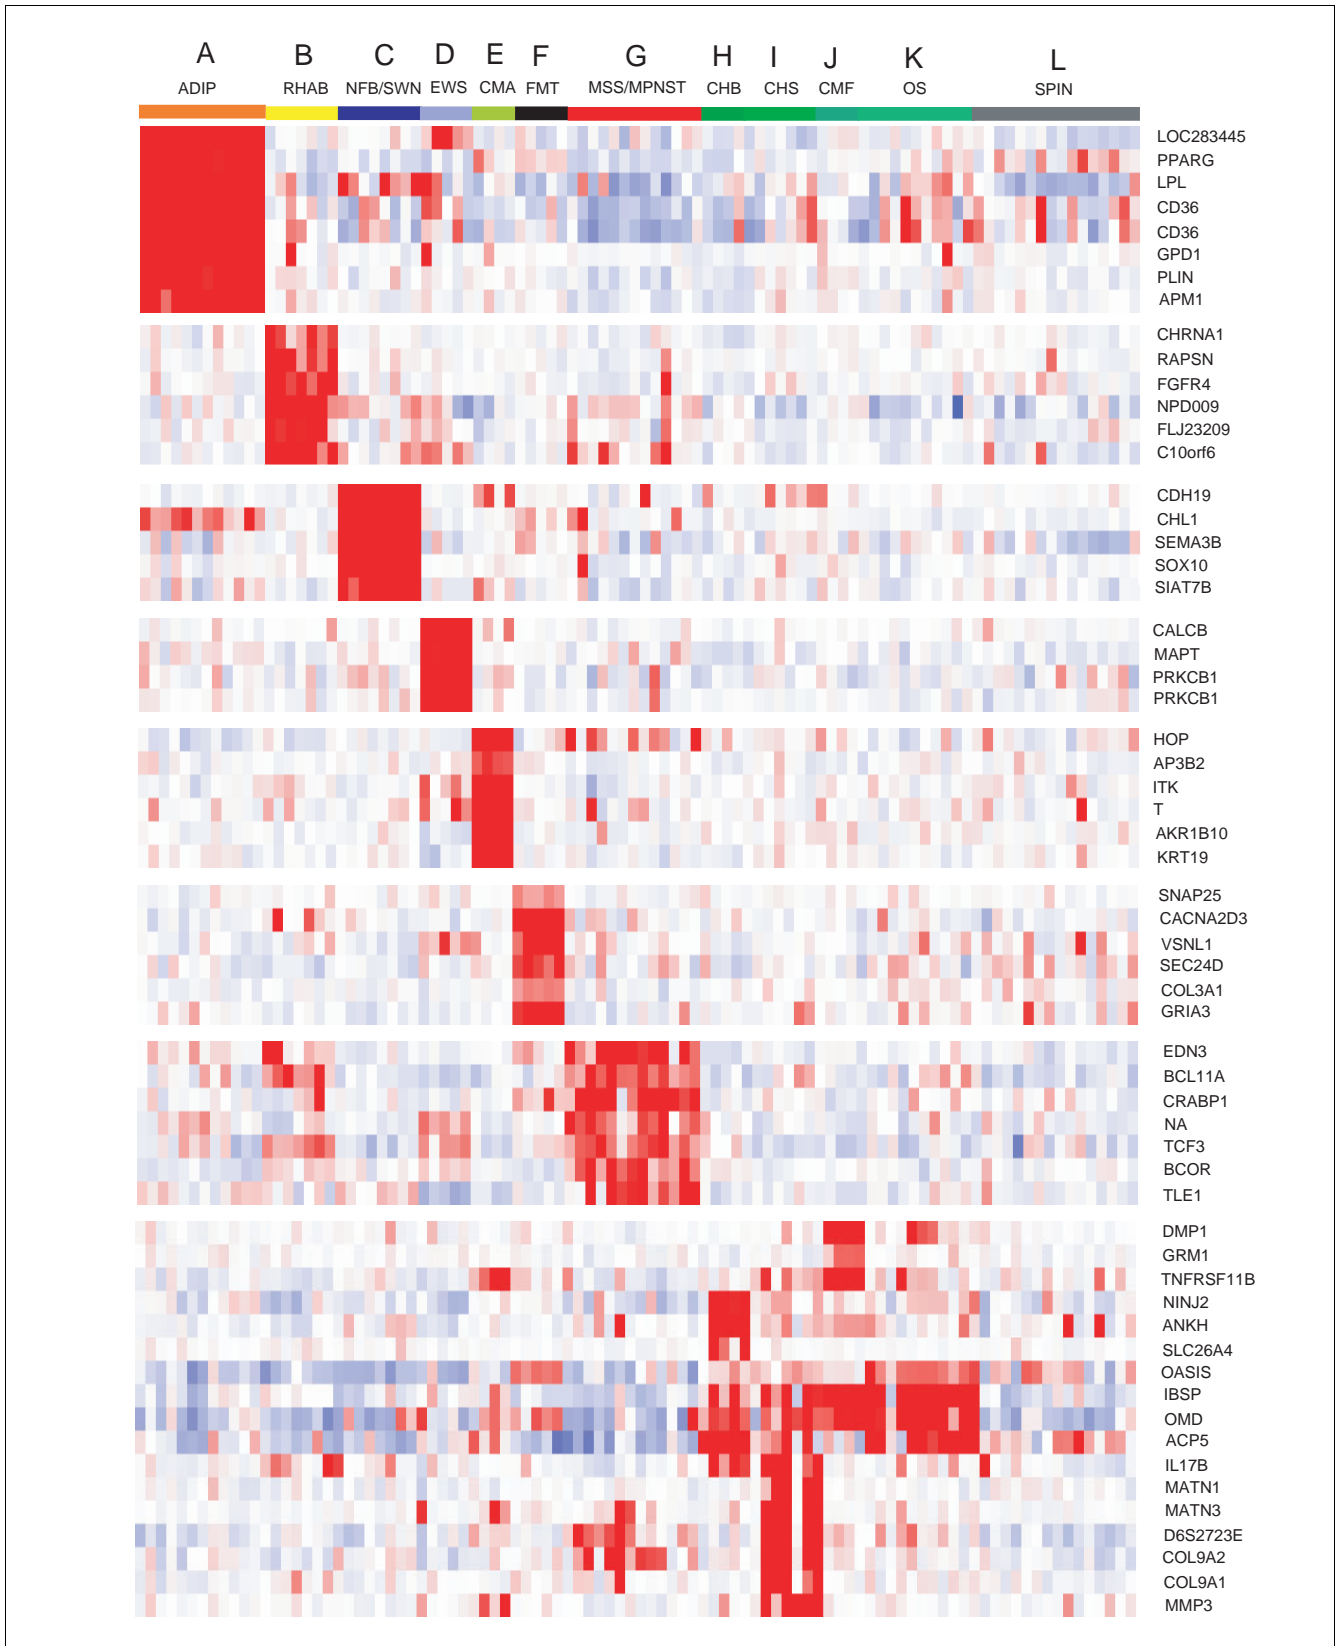 A B C D E F G H I J K L
ADIP RHAB NFB/SWN EWS CMA FMT MSS/MPNST CHB CHS CMF OS SPIN
LOC283445
PPARG
LPL
CD36
CD36
GPD1
PLIN
APM1
CHRNA1
RAPSN
FGFR4
NPD009
FLJ23209
C10orf6
CDH19
CHL1
SEMA3B
SOX10
SIAT7B
CALCB
MAPT
PRKCB1
PRKCB1
HOP
AP3B2
ITK
T
AKR1B10
KRT19
SNAP25
CACNA2D3
VSNL1
SEC24D
COL3A1
GRIA3
EDN3
BCL11A
CRABP1
NA
TCF3
BCOR
TLE1
DMP1
GRM1
TNFRSF11B
NINJ2
ANKH
SLC26A4
OASIS
IBSP
OMD
ACP5
IL17B
MATN1
MATN3
D6S2723E
COL9A2
COL9A1
MMP3